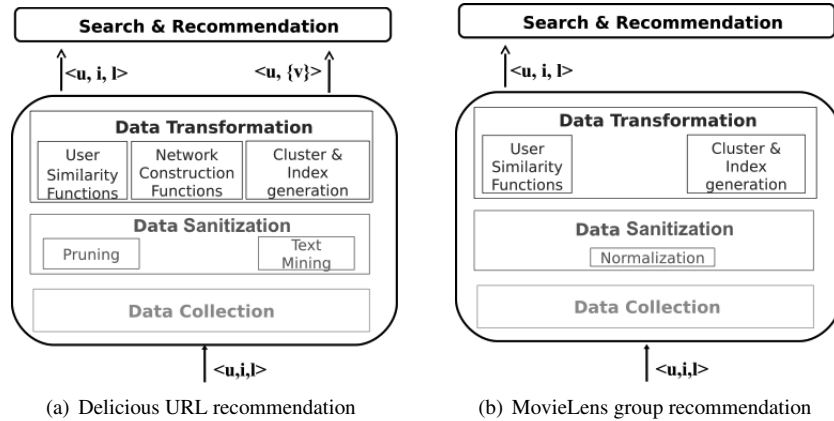 Search & Recommendation
<u, i, l>
<u, {v}>
Data Transformation
User
Similarity
Functions
Network
Construction
Functions
Cluster &
Index
generation
Data Sanitization
Pruning
Text
Mining
Data Collection
<u,i,l>
(a) Delicious URL recommendation
Search & Recommendation
<u, i, l>
Data Transformation
User
Similarity
Functions
Cluster &
Index
generation
Data Sanitization
Normalization
Data Collection
<u,i,l>
(b) MovieLens group recommendation